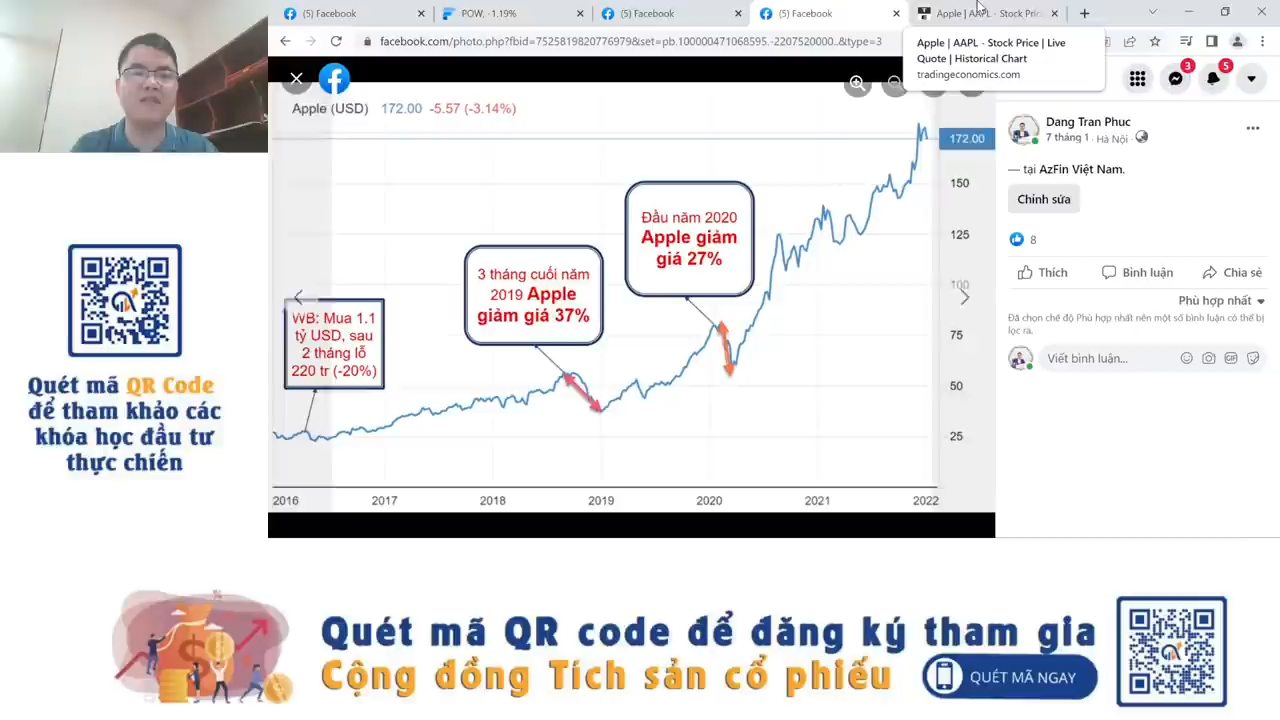 (5) Facebook
POW, · 1.19%
(5) Facebook
(5) Facebook
Apple | AAPL - Stock Price
facebook.com/photo.php?fbid=7525819820776979&set=pb.100000471068595.-2207520000..&type=3
Apple | AAPL - Stock Price | Live
Quote | Historical Chart
tradingeconomics.com
3
5
Apple (USD) 172.00 -5.57 (-3.14%)
172.00
150
125
100
75
50
25
Đầu năm 2020
Apple giảm
giá 27%
3 tháng cuối năm
2019 Apple
giảm giá 37%
WB: Mua 1.1
tỷ USD, sau
2 tháng lỗ
220 tr (-20%)
2016 2017 2018 2019 2020 2021 2022
Dang Tran Phuc
7 tháng 1 · Hà Nội ·
— tại AzFin Việt Nam.
Chỉnh sửa
8
Thích Bình luận Chia sẻ
Phù hợp nhất
Đã chọn chế độ Phù hợp nhất nên một số bình luận có thể bị
lọc ra.
Viết bình luận...
GIF
Quét mã QR Code
để tham khảo các
khóa học đầu tư
thực chiến
Quét mã QR code để đăng ký tham gia
Cộng đồng Tích sản cổ phiếu
QUÉT MÃ NGAY